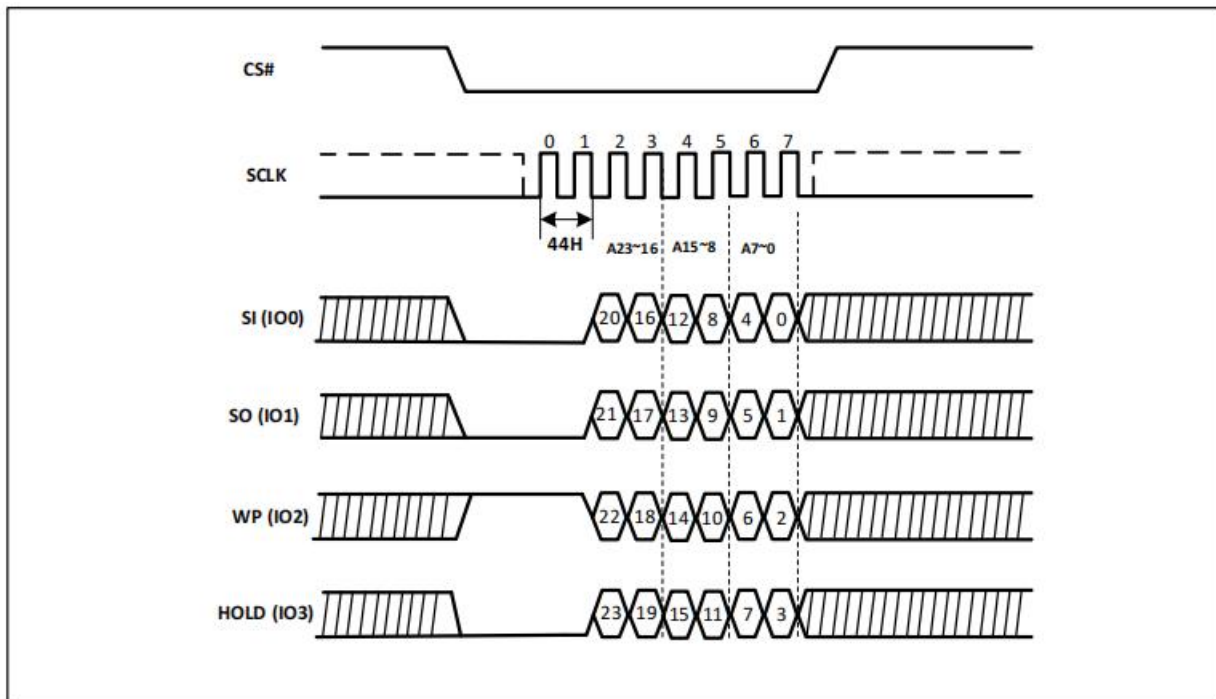 CS#
0 1 2 3 4 5 6 7
SCLK
44H A23~16 A15~8 A7~0
SI (IO0) 20 16 12 8 4 0
SO (IO1) 21 17 13 9 5 1
WP (IO2) 22 18 14 10 6 2
HOLD (IO3) 23 19 15 11 7 3